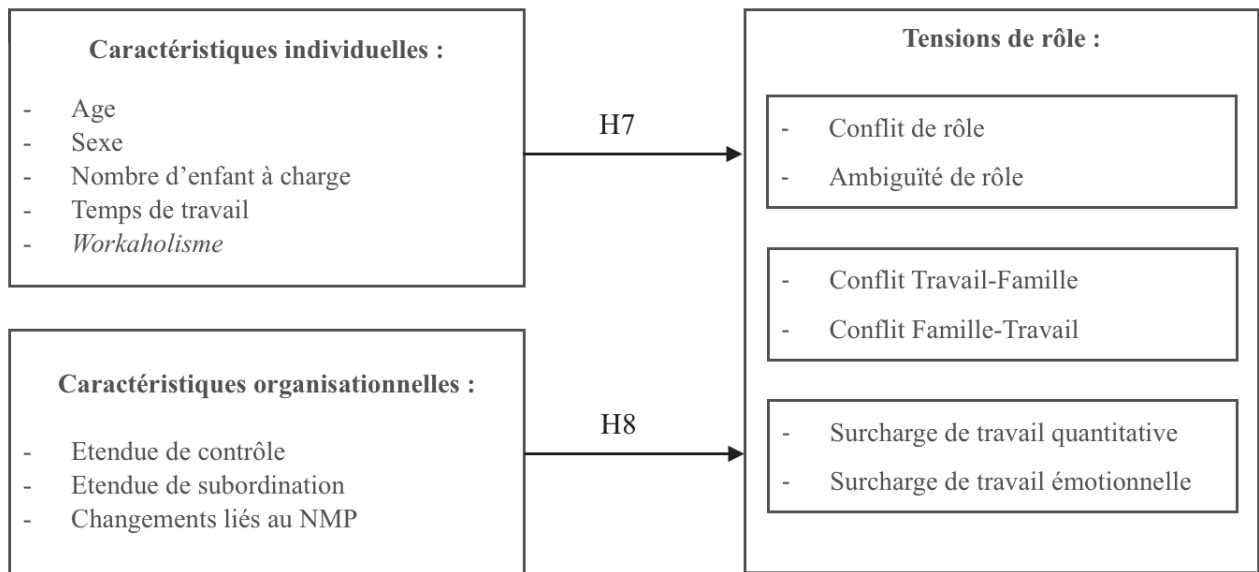 Caractéristiques individuelles :
- Age
- Sexe
- Nombre d’enfant à charge
- Temps de travail
- Workaholisme
H7
Caractéristiques organisationnelles :
- Etendue de contrôle
- Etendue de subordination
- Changements liés au NMP
H8
Tensions de rôle :
- Conflit de rôle
- Ambiguïté de rôle
- Conflit Travail-Famille
- Conflit Famille-Travail
- Surcharge de travail quantitative
- Surcharge de travail émotionnelle